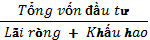 Tổng vốn đầu tư
Lãi ròng + Khấu hao